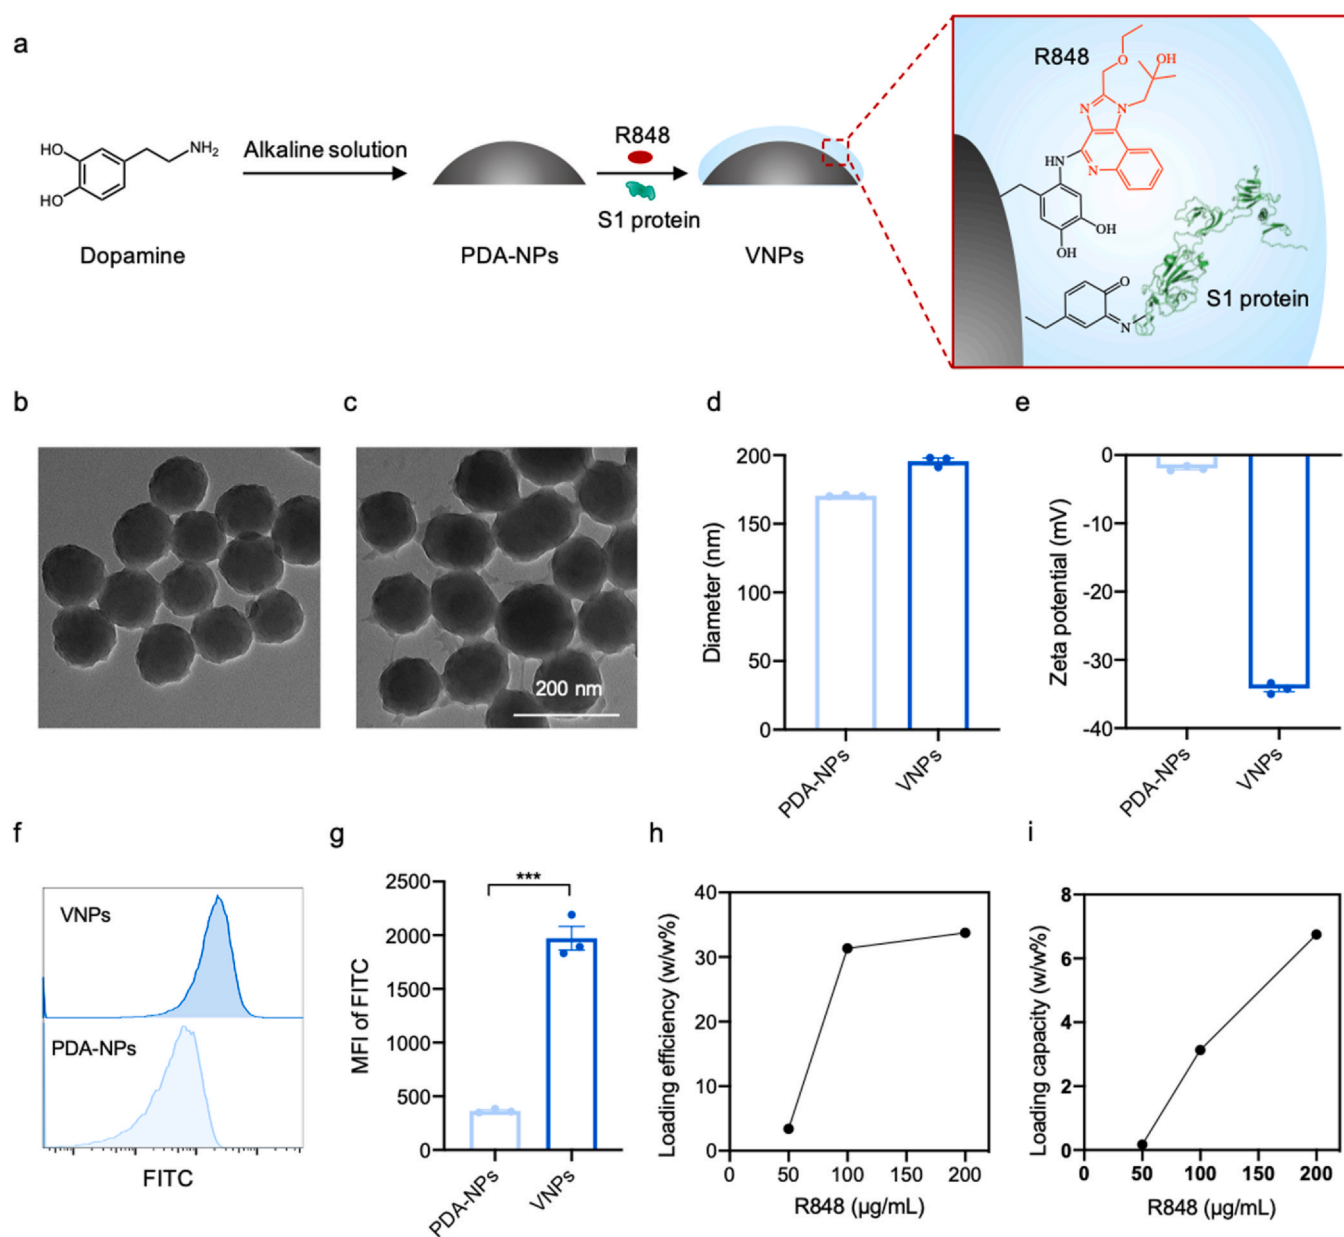 a
HO
HO
NH2
Dopamine
Alkaline solution
PDA-NPs
R848
S1 protein
VNPs
R848
O
OH
N
N
HN
N
OH
OH
O
N
S1 protein
b
c
200 nm
d
Diameter (nm)
200
150
100
50
0
PDA-NPs
VNPs
e
Zeta potential (mV)
0
-10
-20
-30
-40
PDA-NPs
VNPs
f
VNPs
PDA-NPs
FITC
g
MFI of FITC
2500
2000
1500
1000
500
0
***
PDA-NPs
VNPs
h
Loading efficiency (w/w%)
40
30
20
10
0
0 50 100 150 200
R848 (μg/mL)
i
Loading capacity (w/w%)
8
6
4
2
0
0 50 100 150 200
R848 (μg/mL)